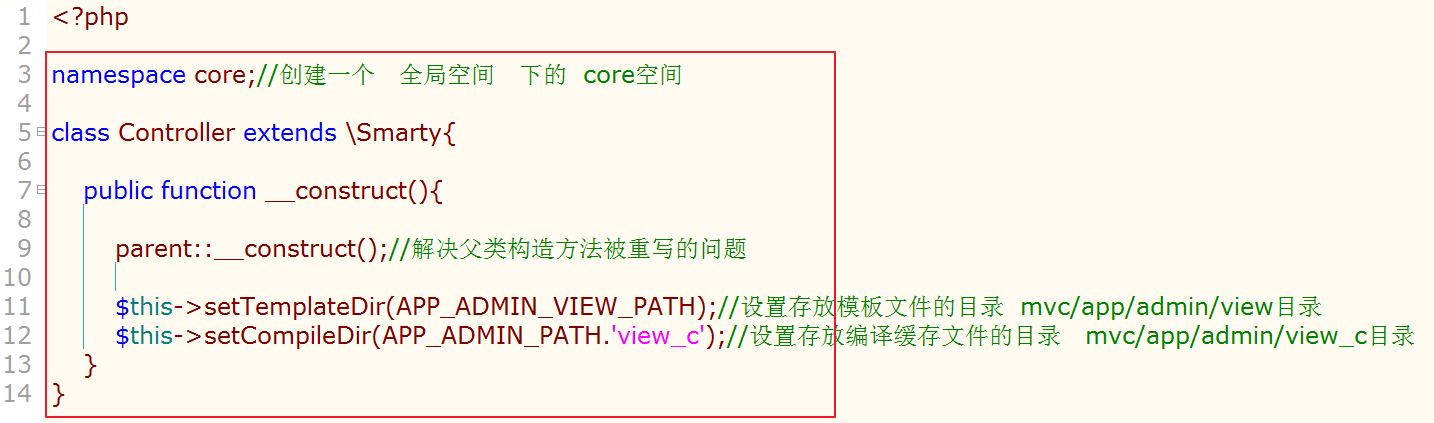 1 <?php
2
3 namespace core;//创建一个 全局空间 下的 core空间
4
5 class Controller extends \Smarty{
6
7 public function __construct(){
8
9 parent::__construct();//解决父类构造方法被重写的问题
10
11 $this->setTemplateDir(APP_ADMIN_VIEW_PATH);//设置存放模板文件的目录 mvc/app/admin/view目录
12 $this->setCompileDir(APP_ADMIN_PATH.'view_c');//设置存放编译缓存文件的目录 mvc/app/admin/view_c目录
13 }
14 }